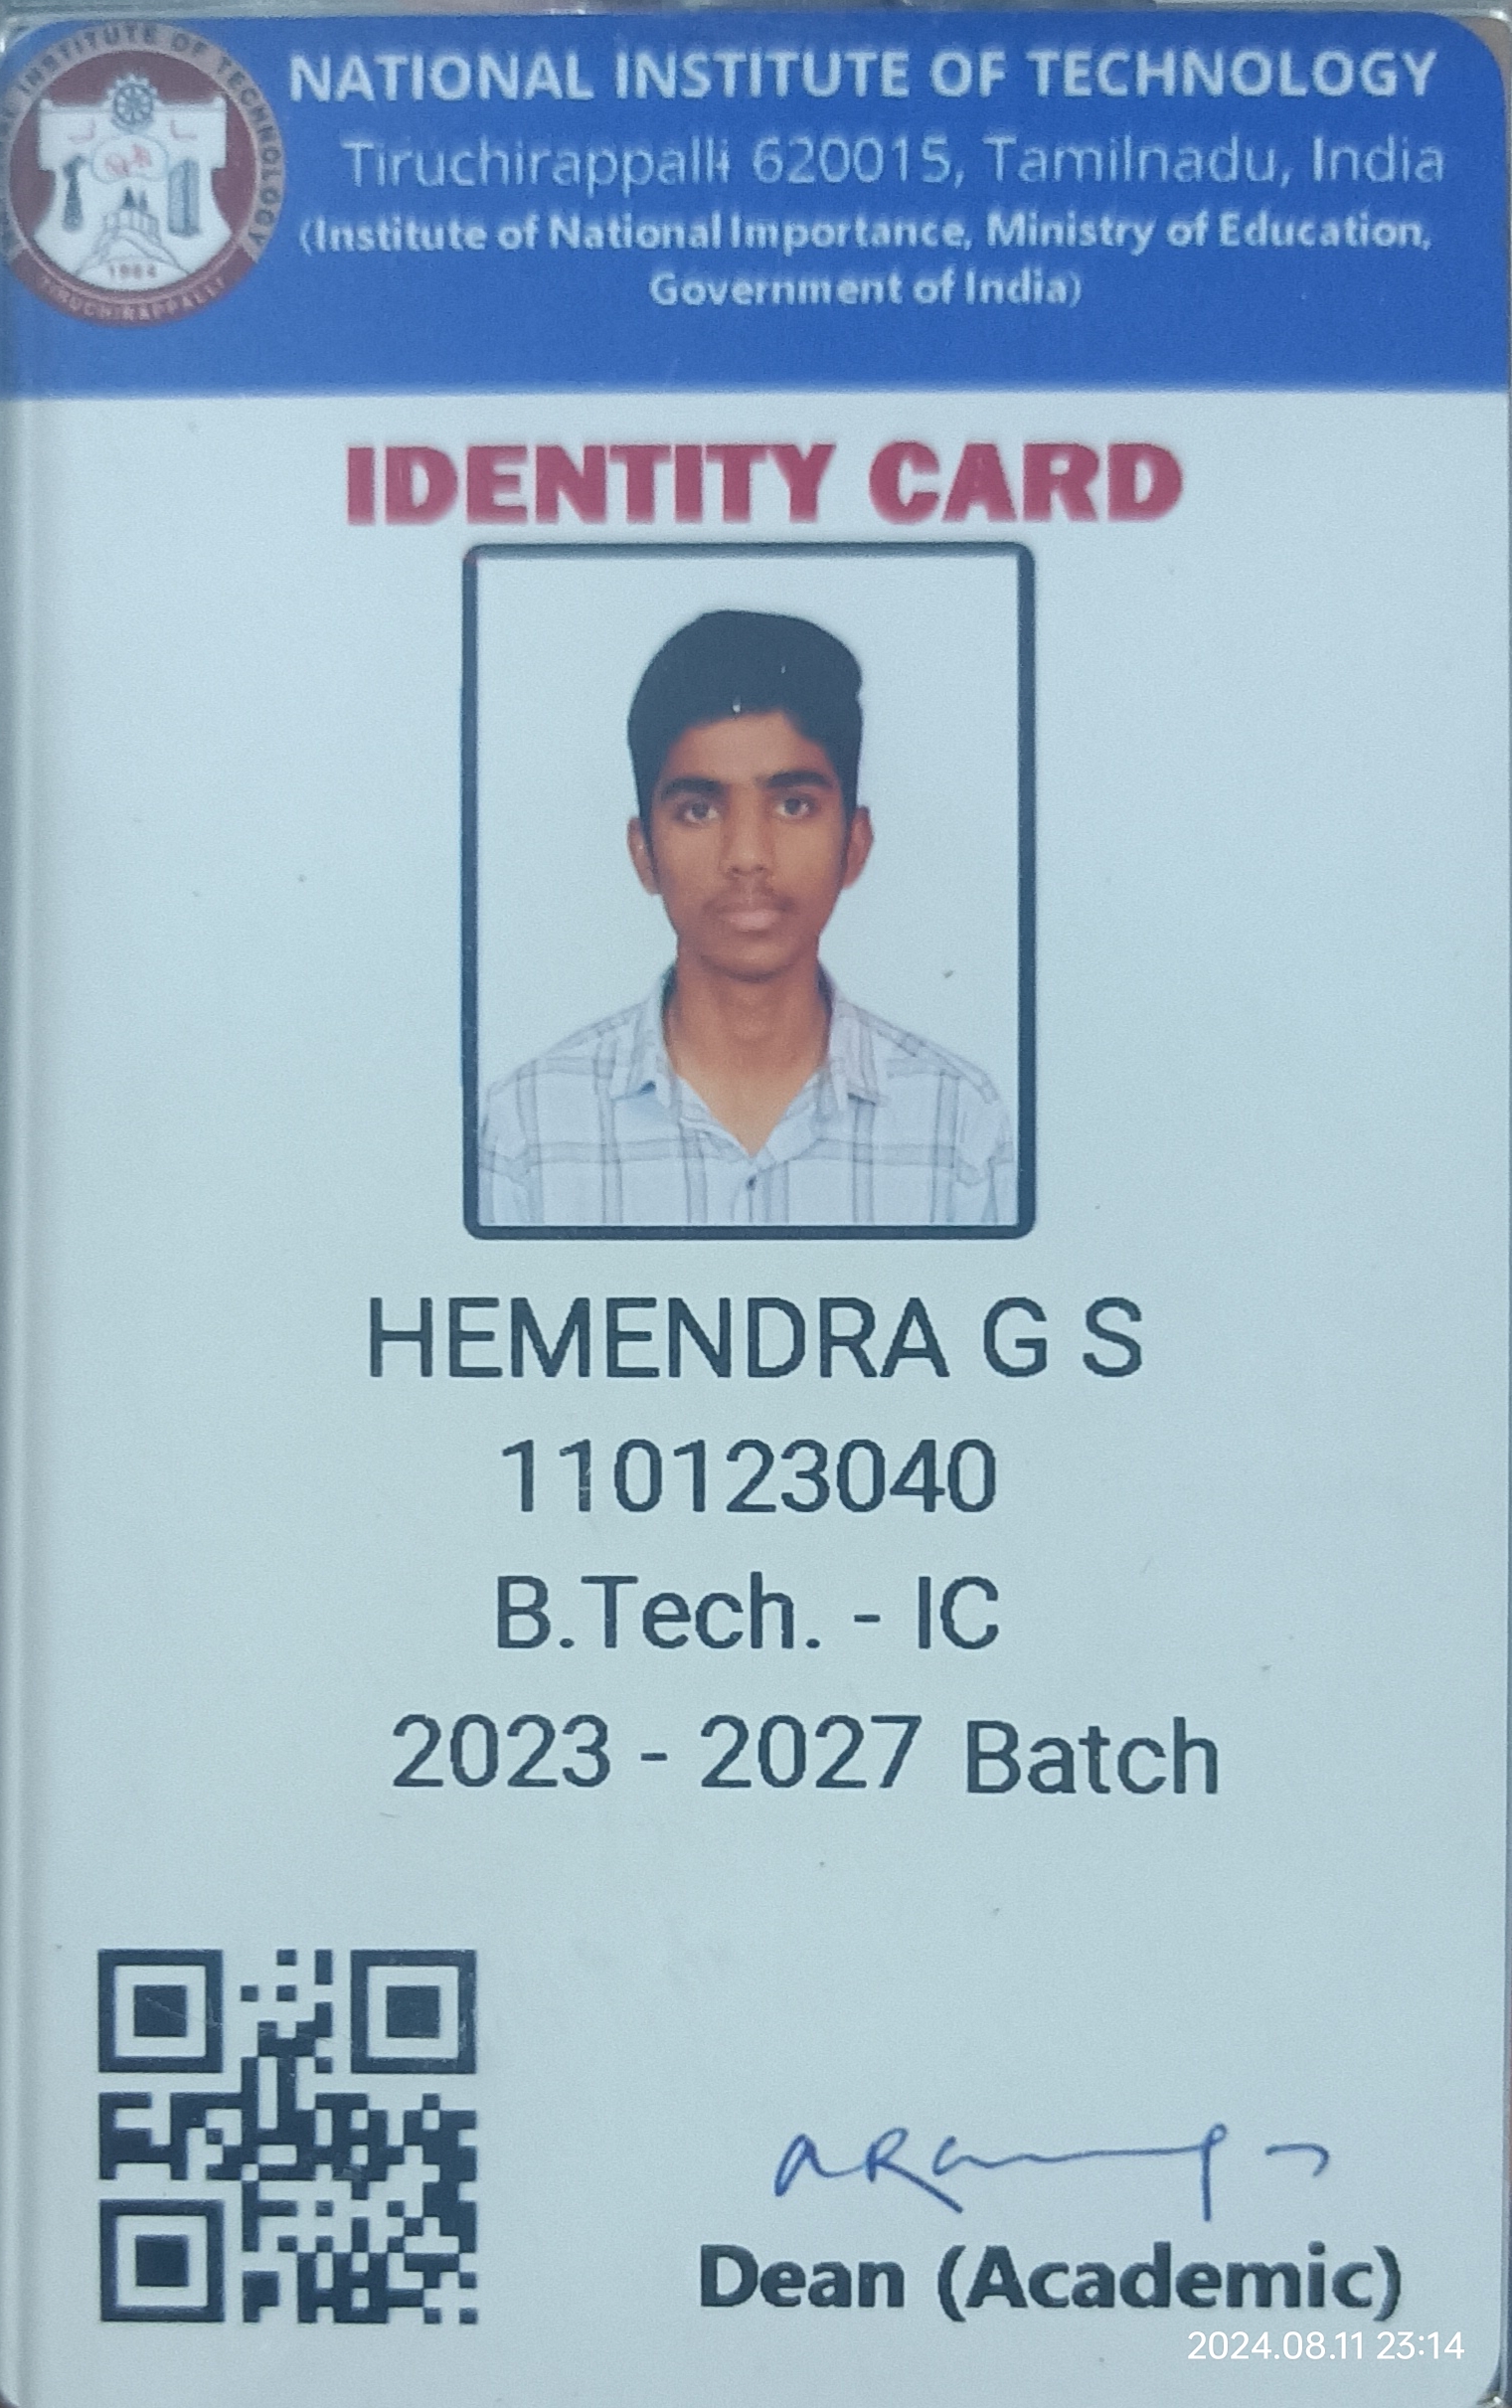 NATIONAL INSTITUTE OF TECHNOLOGY
Tiruchirappalli 620015, Tamilnadu, India
(Institute of National Importance, Ministry of Education,
Government of India)
INSTITUTE OF TECHNOLOGY
1964
TIRUCHIRAPPALLI
IDENTITY CARD
HEMENDRA G S
110123040
B.Tech. - IC
2023 - 2027 Batch
Dean (Academic)
2024.08.11 23:14